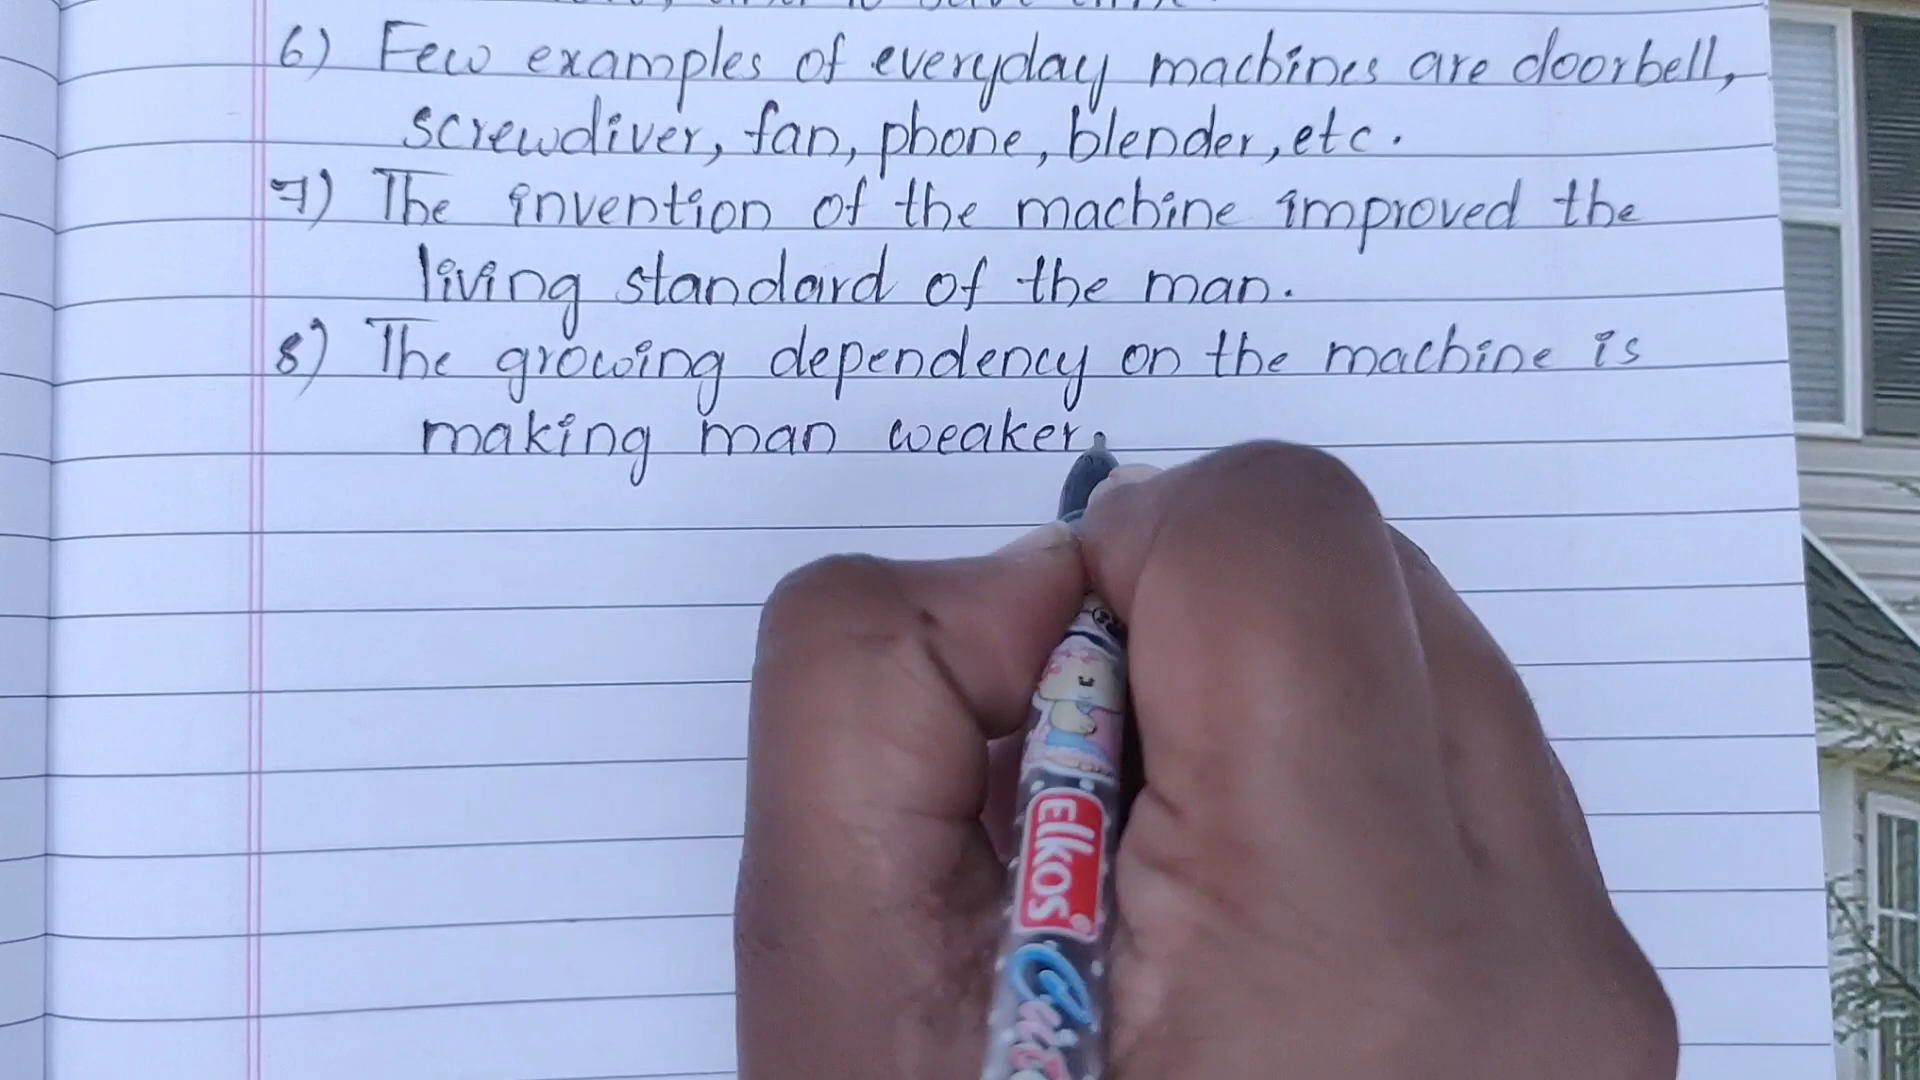 6) Few examples of everyday machines are doorbell,
screwdiver, fan, phone, blender, etc.
7) The invention of the machine improved the
living standard of the man.
8) The growing dependency on the machine is
making man weaker.
elkos